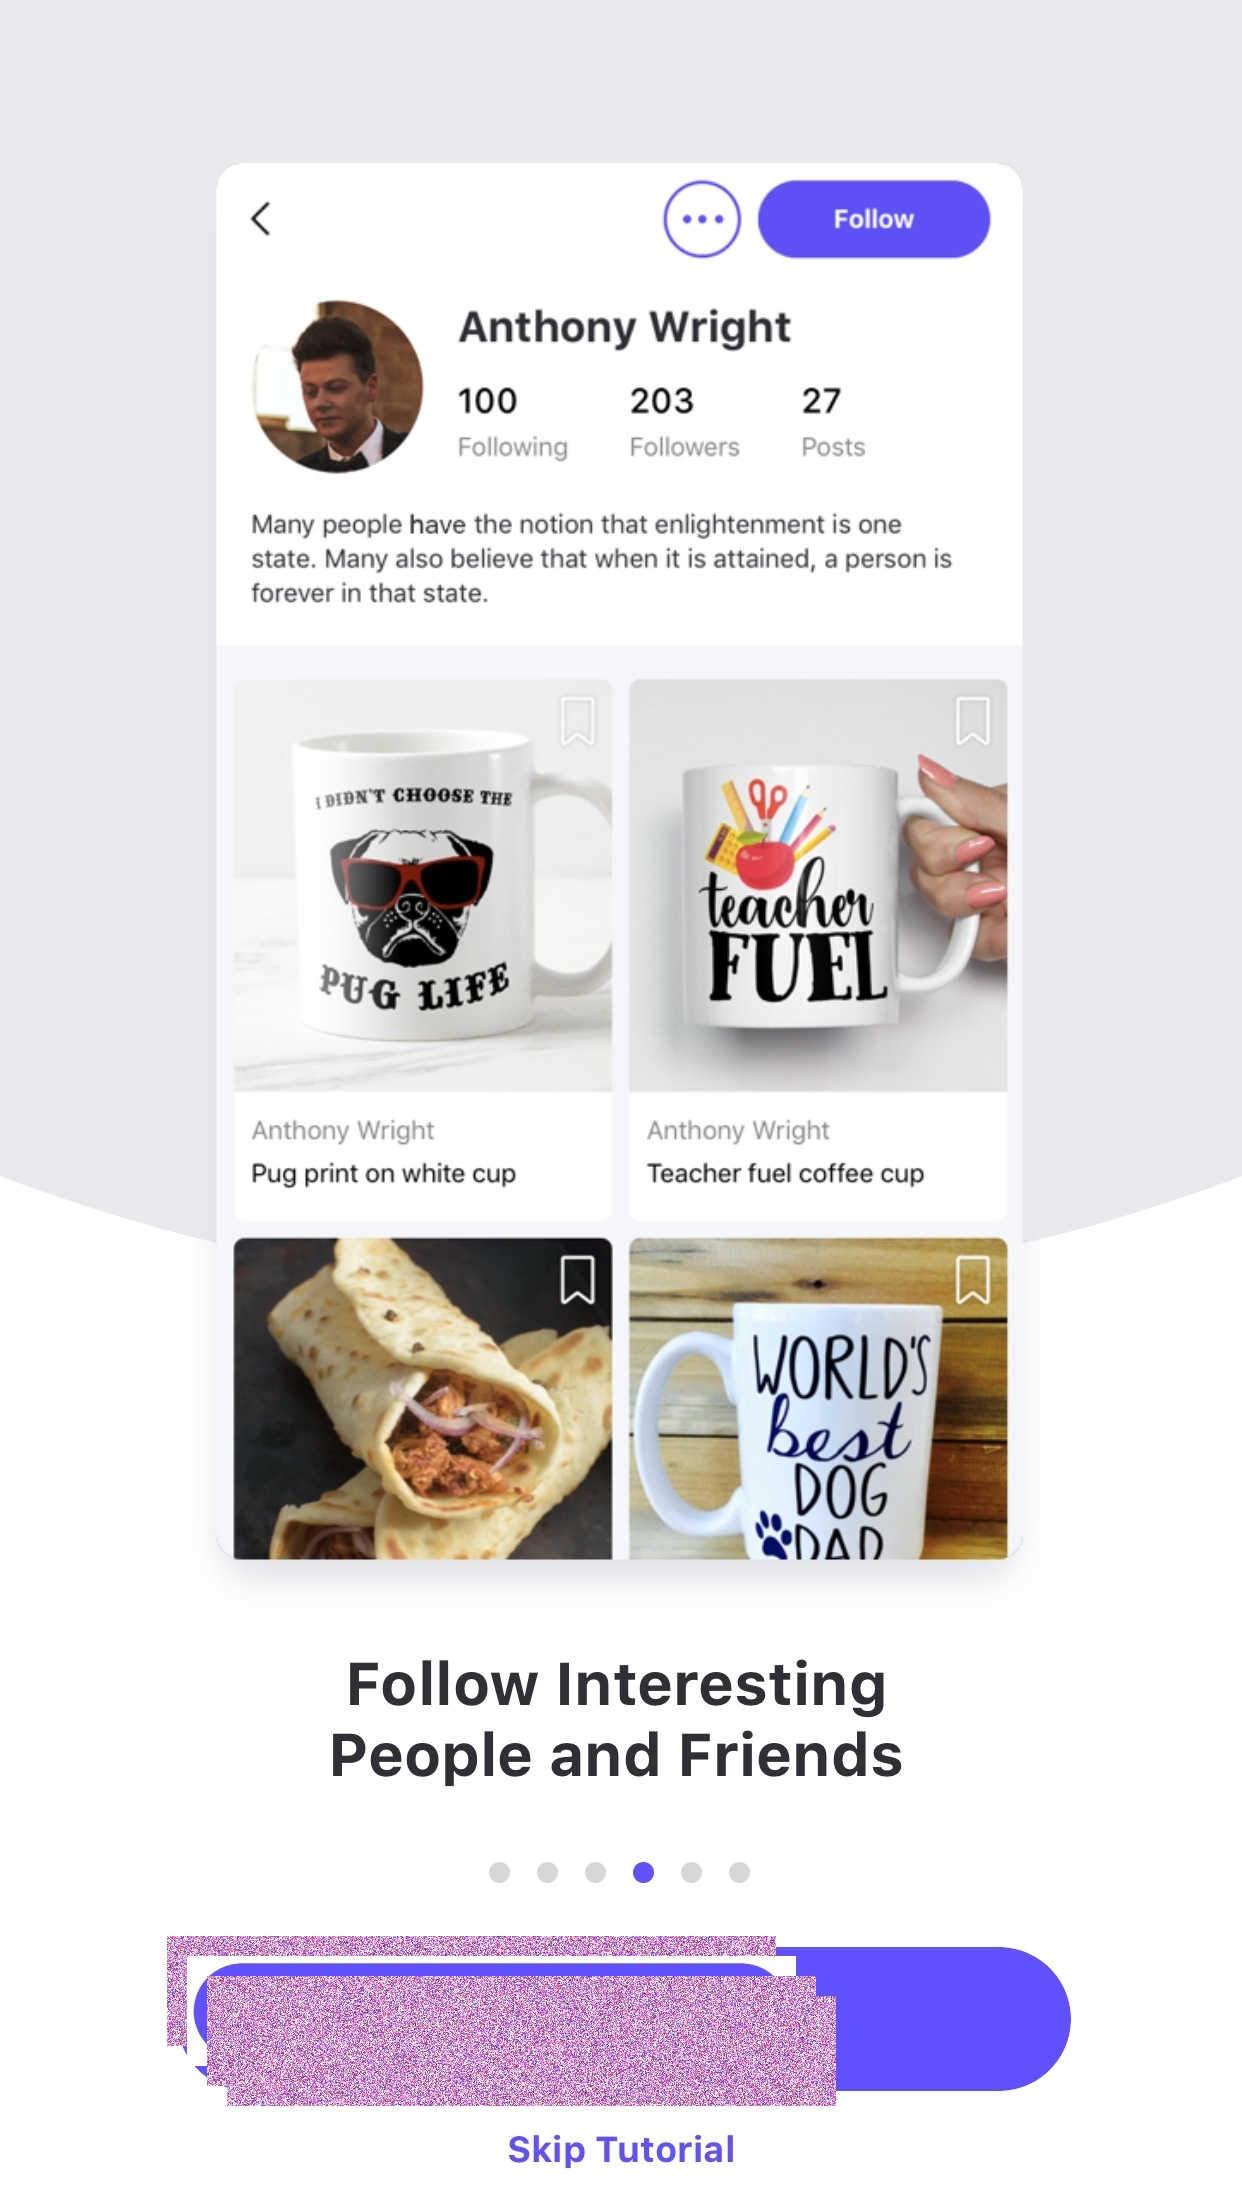 Follow
Anthony Wright
100 203 27
Following Followers Posts
Many people have the notion that enlightenment is one
state. Many also believe that when it is attained, a person is
forever in that state.
I DIDN'T CHOOSE THE
PUG LIFE
teacher
FUEL
Anthony Wright
Pug print on white cup
Anthony Wright
Teacher fuel coffee cup
WORLD'S
best
DOG
DAD
Follow Interesting
People and Friends
Skip Tutorial